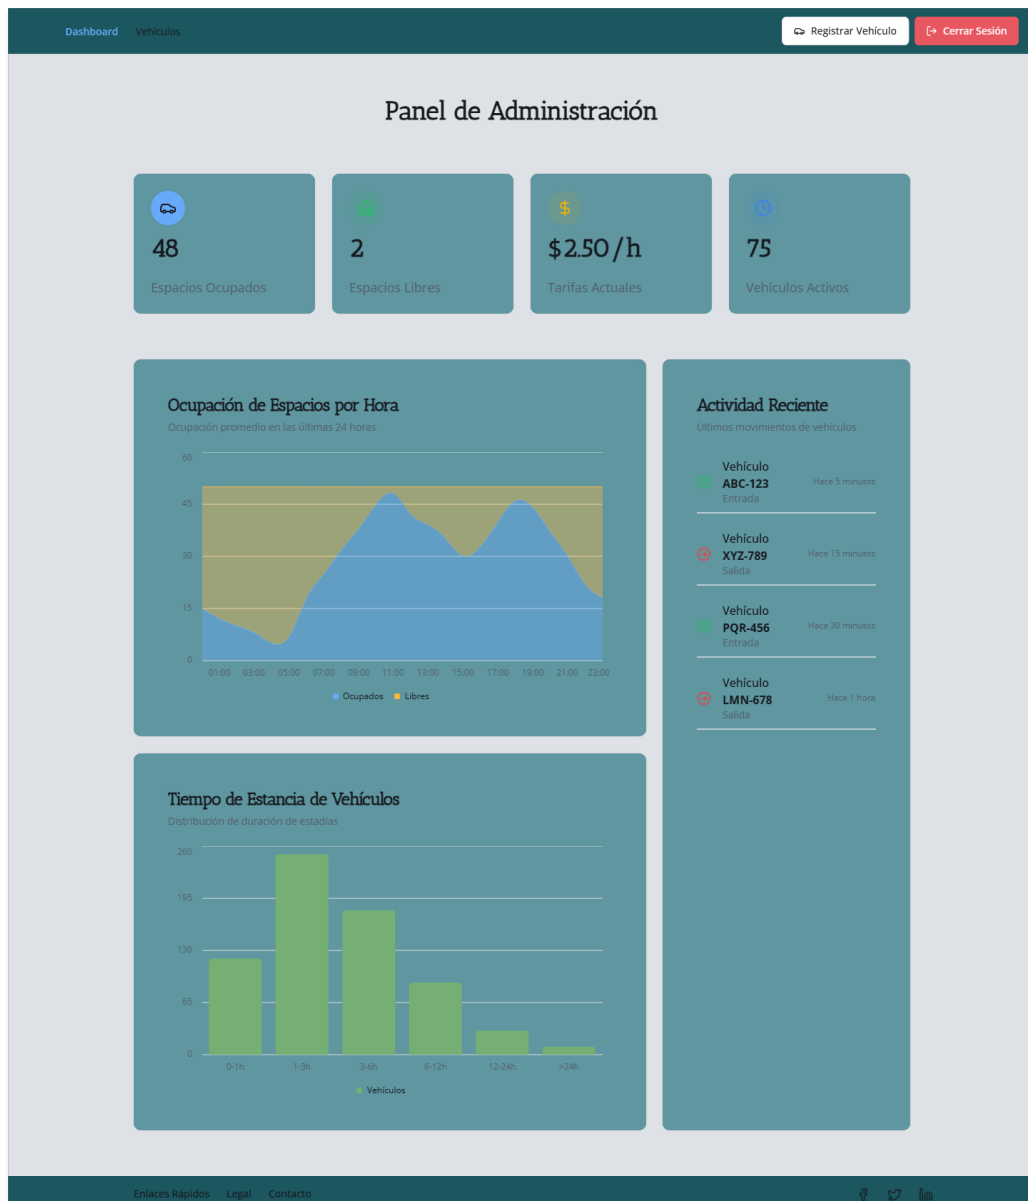 Dashboard Vehículos Registrar Vehículo Cerrar Sesión
Panel de Administración
48
Espacios Ocupados
2
Espacios Libres
$2.50/h
Tarifas Actuales
75
Vehículos Activos
Ocupación de Espacios por Hora
Ocupación promedio en las últimas 24 horas
60
45
30
15
0
01:00 03:00 05:00 07:00 09:00 11:00 13:00 15:00 17:00 19:00 21:00 23:00
Ocupados Libres
Tiempo de Estancia de Vehículos
Distribución de duración de estadías
260
195
130
65
0
0-1h 1-3h 3-6h 6-12h 12-24h >24h
Vehículos
Actividad Reciente
Últimos movimientos de vehículos
Vehículo
ABC-123
Entrada
Hace 5 minutos
Vehículo
XYZ-789
Salida
Hace 15 minutos
Vehículo
PQR-456
Entrada
Hace 30 minutos
Vehículo
LMN-678
Salida
Hace 1 hora
Enlaces Rápidos Legal Contacto